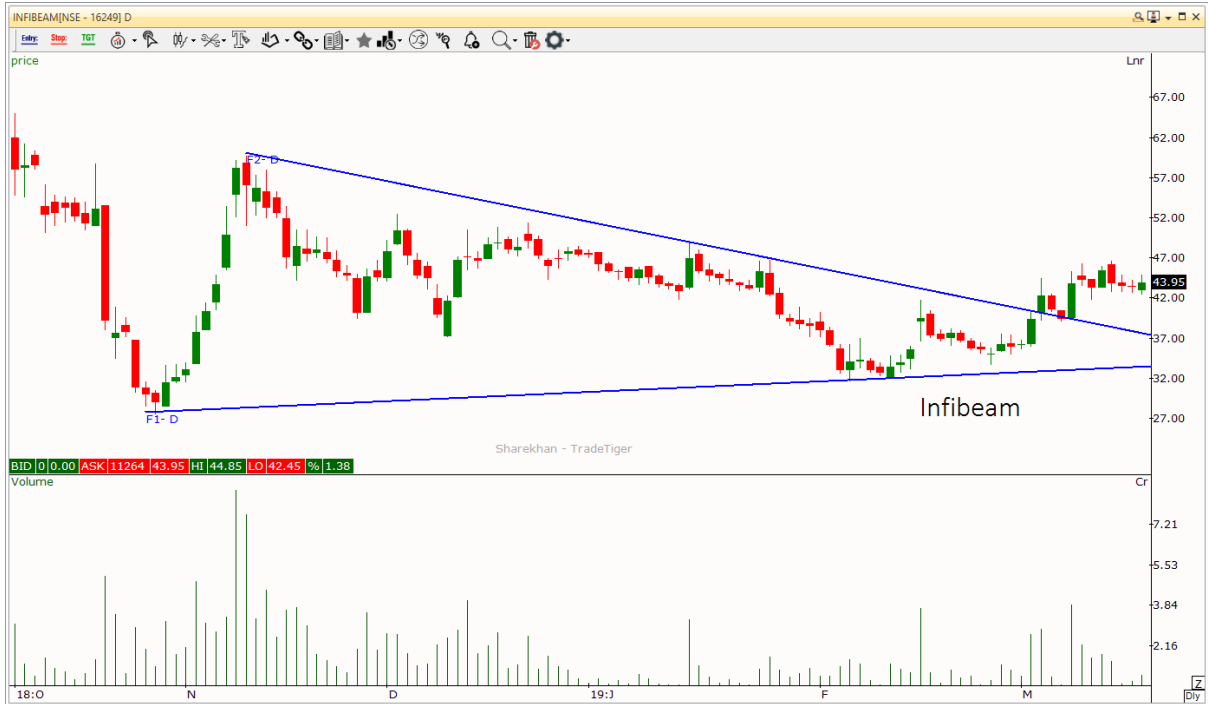 INFIBEAM[NSE - 16249] D
Entry: Stop: TGT
price Lnr
67.00
62.00
F2- D
57.00
52.00
47.00
43.95
42.00
37.00
32.00
Infibeam
F1- D
27.00
Sharekhan - TradeTiger
BID 0 0.00 ASK 11264 43.95 HI 44.85 LO 42.45 % 1.38
Volume Cr
7.21
5.53
3.84
2.16
Z
18:O N D 19:J F M Dly